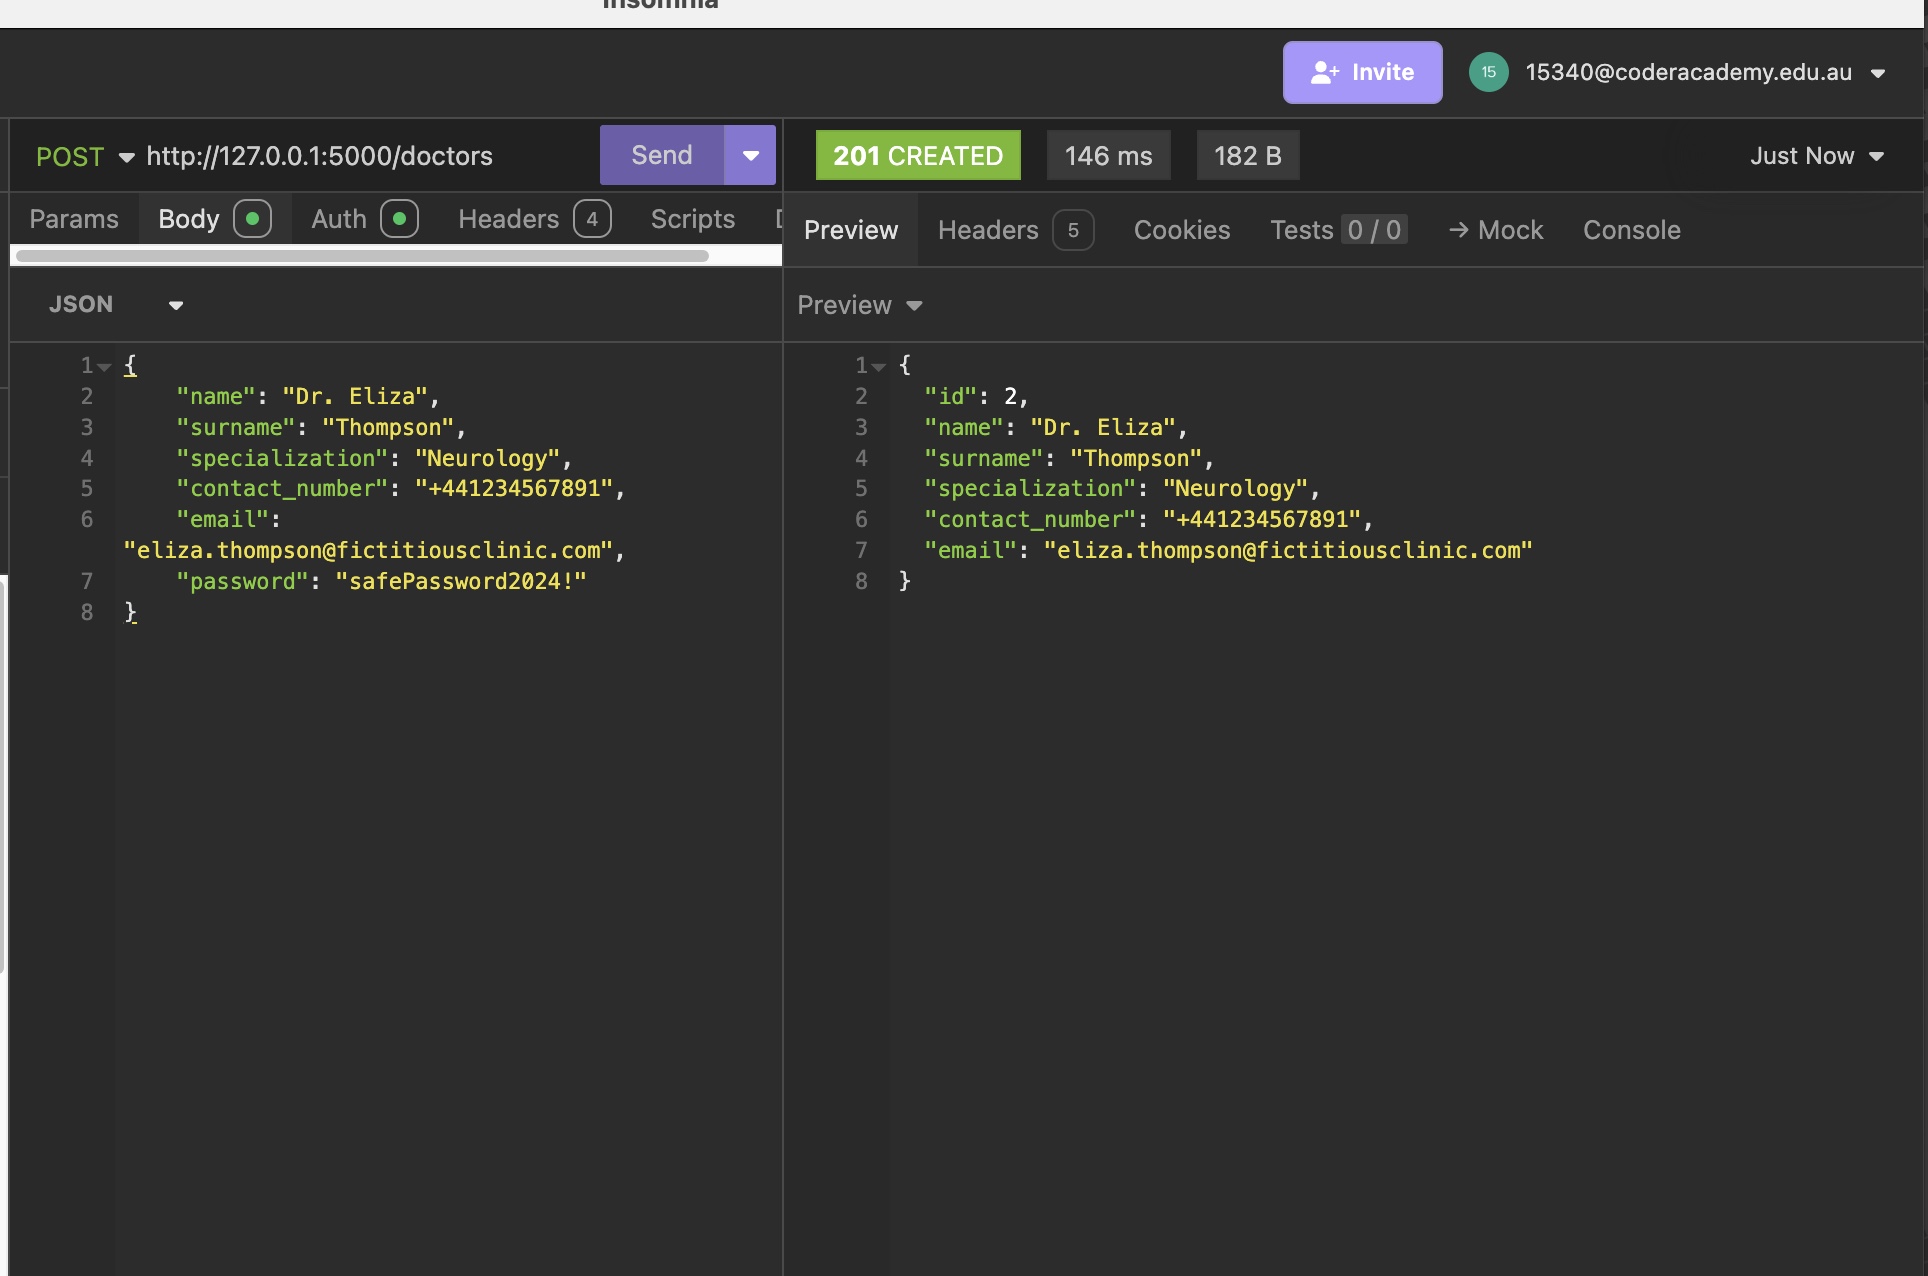 Insomnia
Invite
15
15340@coderacademy.edu.au
POST http://127.0.0.1:5000/doctors Send
201 CREATED 146 ms 182 B Just Now
Params Body Auth Headers 4 Scripts
Preview Headers 5 Cookies Tests 0 / 0 → Mock Console
JSON
Preview
1 {
2 "name": "Dr. Eliza",
3 "surname": "Thompson",
4 "specialization": "Neurology",
5 "contact_number": "+441234567891",
6 "email":
"eliza.thompson@fictitiousclinic.com",
7 "password": "safePassword2024!"
8 }
1 {
2 "id": 2,
3 "name": "Dr. Eliza",
4 "surname": "Thompson",
5 "specialization": "Neurology",
6 "contact_number": "+441234567891",
7 "email": "eliza.thompson@fictitiousclinic.com"
8 }